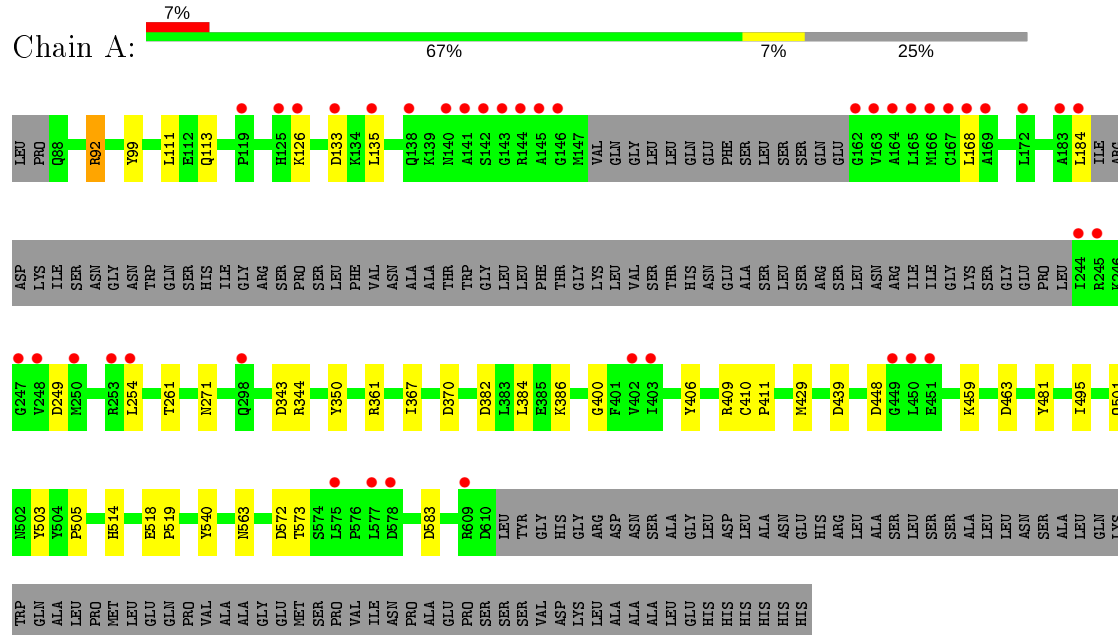 7%
Chain A:
67% 7% 25%
LEU PRO Q88 R92 Y99 L111 E112 Q113 P119 H125 K126 D133 K134 L135 Q138 K139 N140 A141 S142 G143 R144 A145 G146 M147 VAL GLN GLY LEU LEU GLN GLU PHE SER LEU SER SER GLN GLU G162 V163 A164 L165 M166 C167 L168 A169 L172 A183 L184 ILE ARG
ASP LYS ILE SER ASN GLY ASN TRP GLN SER HIS ILE GLY ARG SER PRO SER LEU PHE VAL ASN ALA ALA THR TRP GLY LEU LEU PHE THR GLY LYS LEU VAL SER THR HIS ASN GLU ALA SER LEU SER ARG SER LEU ASN ARG ILE ILE GLY LYS SER GLY GLU PRO LEU I244 R245 K246
G247 V248 D249 M250 R253 L254 T261 N271 Q298 D343 R344 Y350 R361 I367 D370 D382 L383 L384 E385 K386 G400 F401 V402 I403 Y406 R409 C410 P411 M429 D439 D448 G449 L450 E451 K459 D463 Y481 I495 Q501
N502 Y503 Y504 P505 H514 E518 P519 Y540 N563 D572 T573 S574 L575 P576 L577 D578 D583 R609 D610 LEU TYR GLY HIS GLY ARG ASP ASN SER ALA GLY LEU ASP LEU ALA ASN GLU HIS ARG LEU ALA SER LEU SER SER ALA LEU LEU ASN SER ALA LEU GLN LYS
TRP GLN ALA LEU PRO MET LEU GLU GLN PRO VAL ALA ALA GLY GLU MET SER PRO VAL ILE ASN PRO ALA GLU PRO SER SER SER VAL ASP LYS LEU ALA ALA ALA LEU GLU HIS HIS HIS HIS HIS HIS